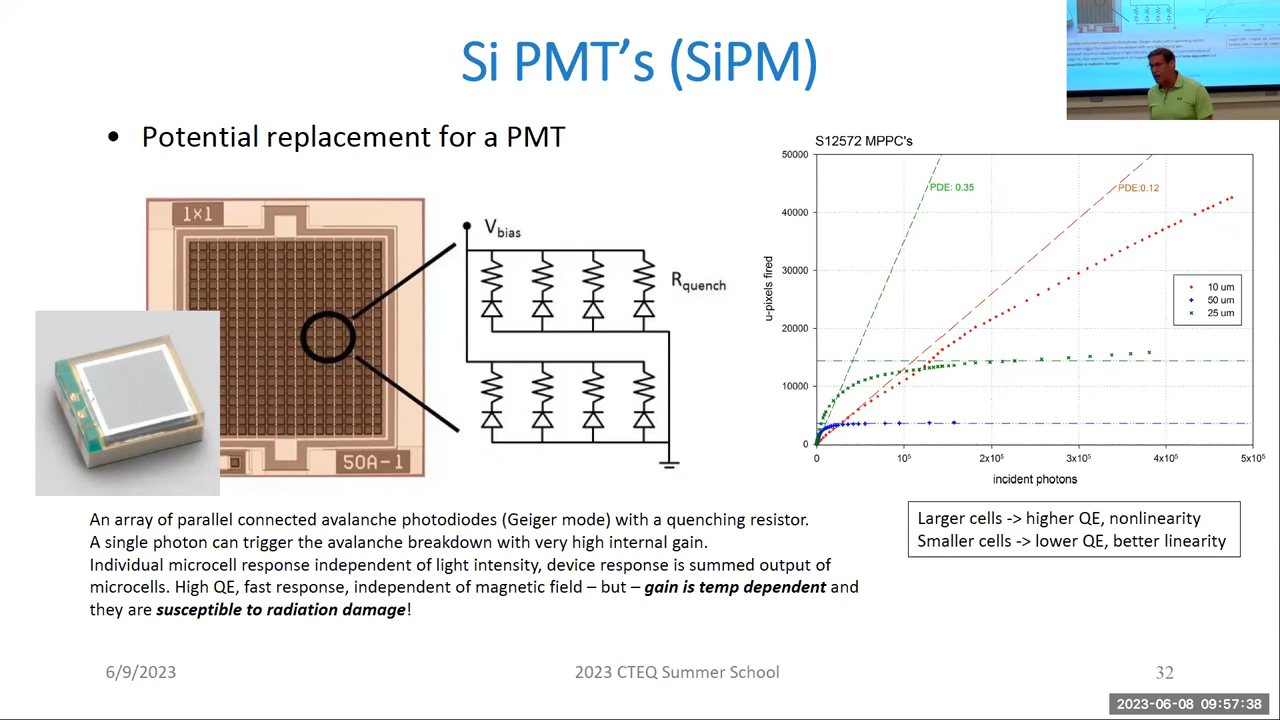 Si PMT's (SiPM)
• Potential replacement for a PMT
1x1
50A-1
Vbias
Rquench
S12572 MPPC's
u-pixels fired
50000
40000
30000
20000
10000
0
PDE: 0.35
PDE:0.12
10 um
50 um
25 um
0 10⁵ 2x10⁵ 3x10⁵ 4x10⁵ 5x10⁵
incident photons
Larger cells -> higher QE, nonlinearity
Smaller cells -> lower QE, better linearity
An array of parallel connected avalanche photodiodes (Geiger mode) with a quenching resistor.
A single photon can trigger the avalanche breakdown with very high internal gain.
Individual microcell response independent of light intensity, device response is summed output of
microcells. High QE, fast response, independent of magnetic field – but – gain is temp dependent and
they are susceptible to radiation damage!
6/9/2023
2023 CTEQ Summer School
32
2023-06-08 09:57:38